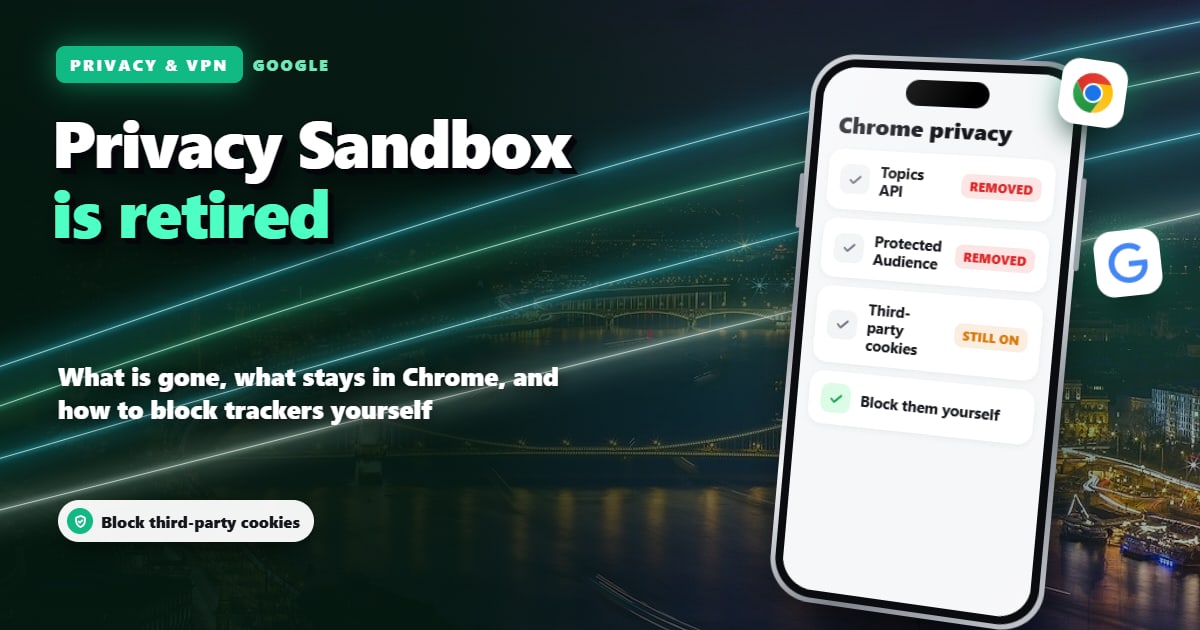 PRIVACY & VPN GOOGLE
Privacy Sandbox
is retired
What is gone, what stays in Chrome, and
how to block trackers yourself
Block third-party cookies
Chrome privacy
Topics
API
REMOVED
Protected
Audience
REMOVED
Third-
party
cookies
STILL ON
Block them yourself